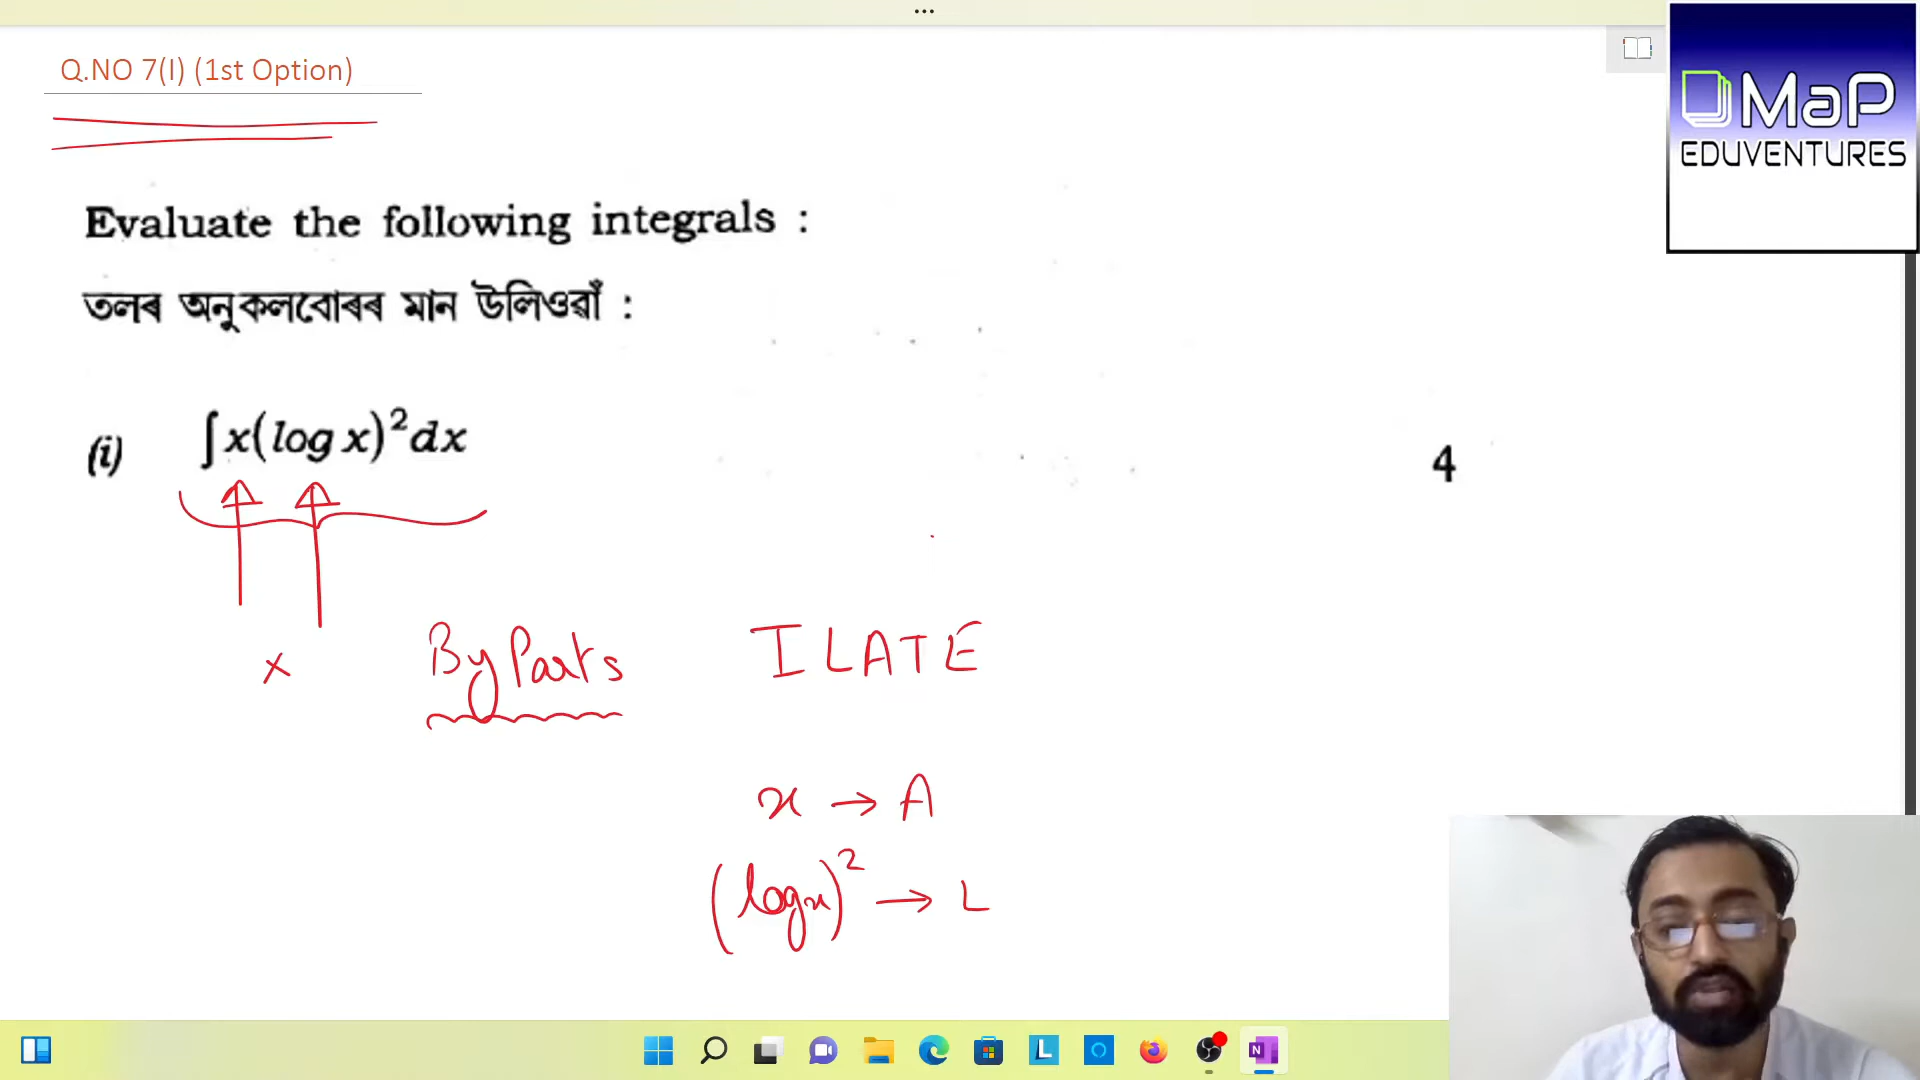 Q.NO 7(I) (1st Option)
MaP
EDUVENTURES
Evaluate the following integrals :
তলৰ অনুকলবোৰৰ মান উলিওৱাঁ :
(i) ∫x(log x)²dx 4
x By Parts ILATE
x → A
(log x)² → L